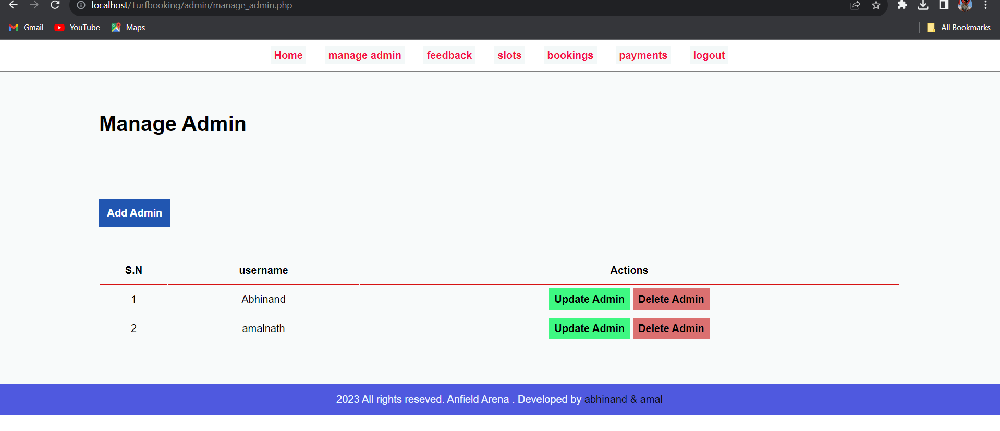 localhost/Turfbooking/admin/manage_admin.php
Gmail YouTube Maps All Bookmarks
Home manage admin feedback slots bookings payments logout
Manage Admin
Add Admin
S.N username Actions
1 Abhinand Update Admin Delete Admin
2 amalnath Update Admin Delete Admin
2023 All rights reseved. Anfield Arena . Developed by abhinand & amal